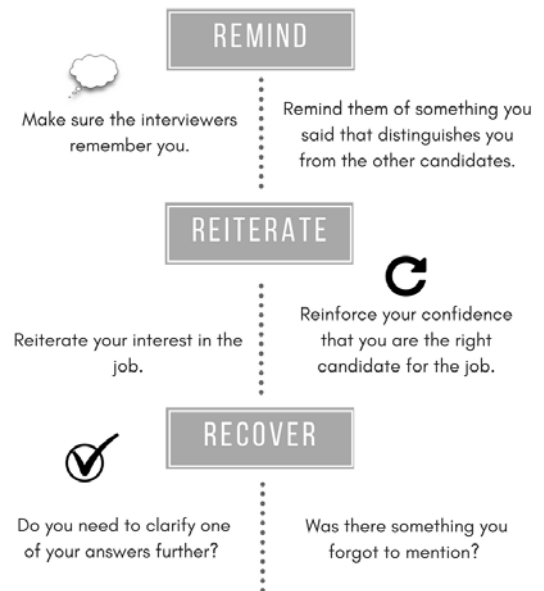 REMIND
Make sure the interviewers
remember you.
Remind them of something you
said that distinguishes you
from the other candidates.
REITERATE
Reiterate your interest in the
job.
Reinforce your confidence
that you are the right
candidate for the job.
RECOVER
Do you need to clarify one
of your answers further?
Was there something you
forgot to mention?